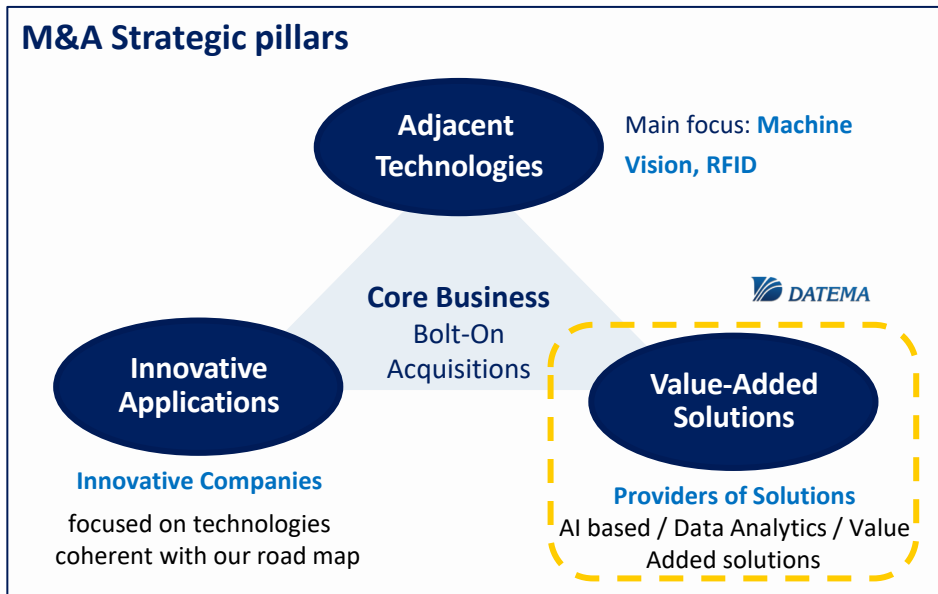 M&A Strategic pillars
Adjacent
Technologies
Main focus: Machine
Vision, RFID
Core Business
Bolt-On
Acquisitions
DATEMA
Innovative
Applications
Value-Added
Solutions
Innovative Companies
focused on technologies
coherent with our road map
Providers of Solutions
AI based / Data Analytics / Value
Added solutions